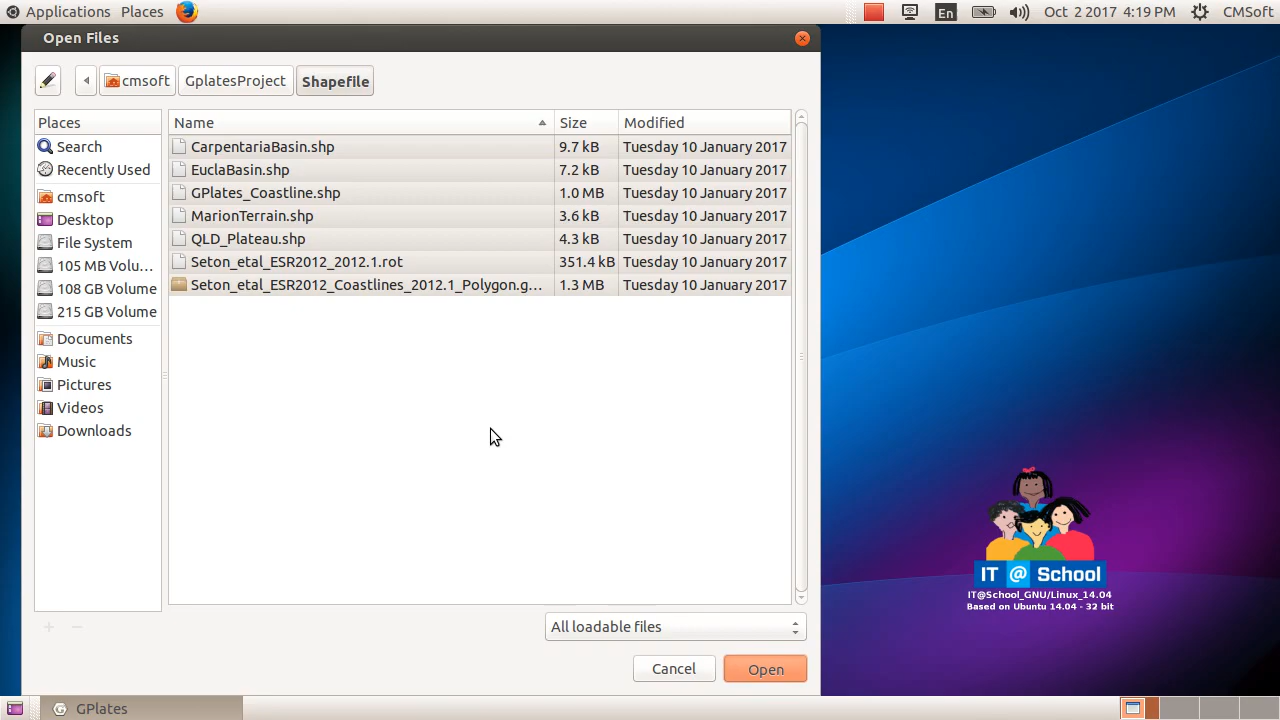 Applications Places En Oct 2 2017 4:19 PM CMSoft
Open Files
cmsoft GplatesProject Shapefile
Places Name Size Modified
Search CarpentariaBasin.shp 9.7 kB Tuesday 10 January 2017
Recently Used EuclaBasin.shp 7.2 kB Tuesday 10 January 2017
cmsoft GPlates_Coastline.shp 1.0 MB Tuesday 10 January 2017
Desktop MarionTerrain.shp 3.6 kB Tuesday 10 January 2017
File System QLD_Plateau.shp 4.3 kB Tuesday 10 January 2017
105 MB Volu... Seton_etal_ESR2012_2012.1.rot 351.4 kB Tuesday 10 January 2017
108 GB Volume Seton_etal_ESR2012_Coastlines_2012.1_Polygon.g... 1.3 MB Tuesday 10 January 2017
215 GB Volume
Documents
Music
Pictures
Videos
Downloads
IT @ School
IT@School_GNU/Linux_14.04
Based on Ubuntu 14.04 - 32 bit
All loadable files
Cancel Open
GPlates